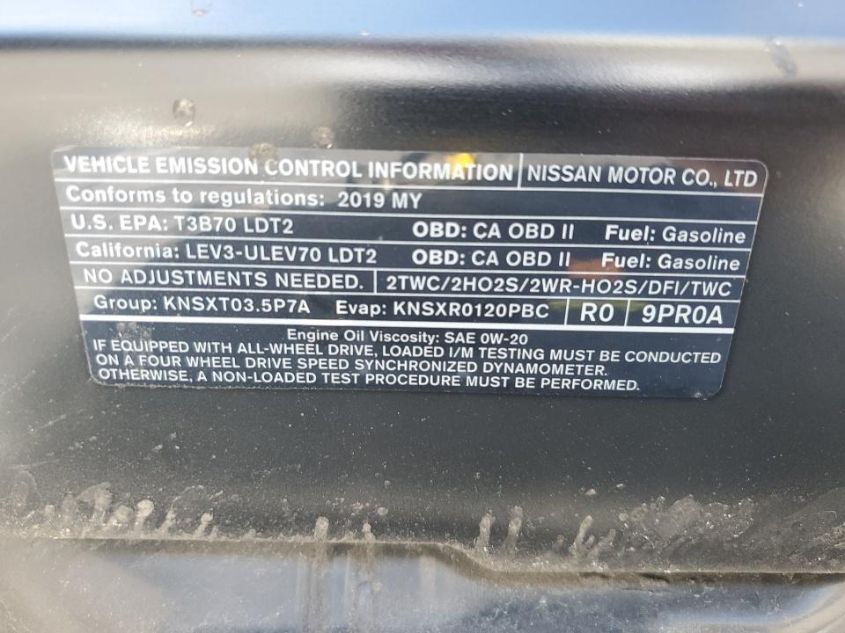 VEHICLE EMISSION CONTROL INFORMATION | NISSAN MOTOR CO., LTD
Conforms to regulations: 2019 MY
U.S. EPA: T3B70 LDT2 OBD: CA OBD II Fuel: Gasoline
California: LEV3-ULEV70 LDT2 OBD: CA OBD II Fuel: Gasoline
NO ADJUSTMENTS NEEDED. 2TWC/2HO2S/2WR-HO2S/DFI/TWC
Group: KNSXT03.5P7A Evap: KNSXR0120PBC R0 9PR0A
Engine Oil Viscosity: SAE 0W-20
IF EQUIPPED WITH ALL-WHEEL DRIVE, LOADED I/M TESTING MUST BE CONDUCTED
ON A FOUR WHEEL DRIVE SPEED SYNCHRONIZED DYNAMOMETER.
OTHERWISE, A NON-LOADED TEST PROCEDURE MUST BE PERFORMED.